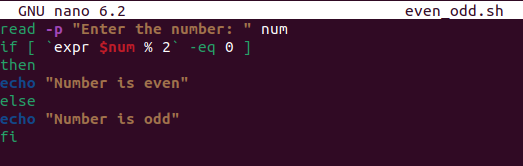 GNU nano 6.2 even_odd.sh
read -p "Enter the number: " num
if [ `expr $num % 2` -eq 0 ]
then
echo "Number is even"
else
echo "Number is odd"
fi